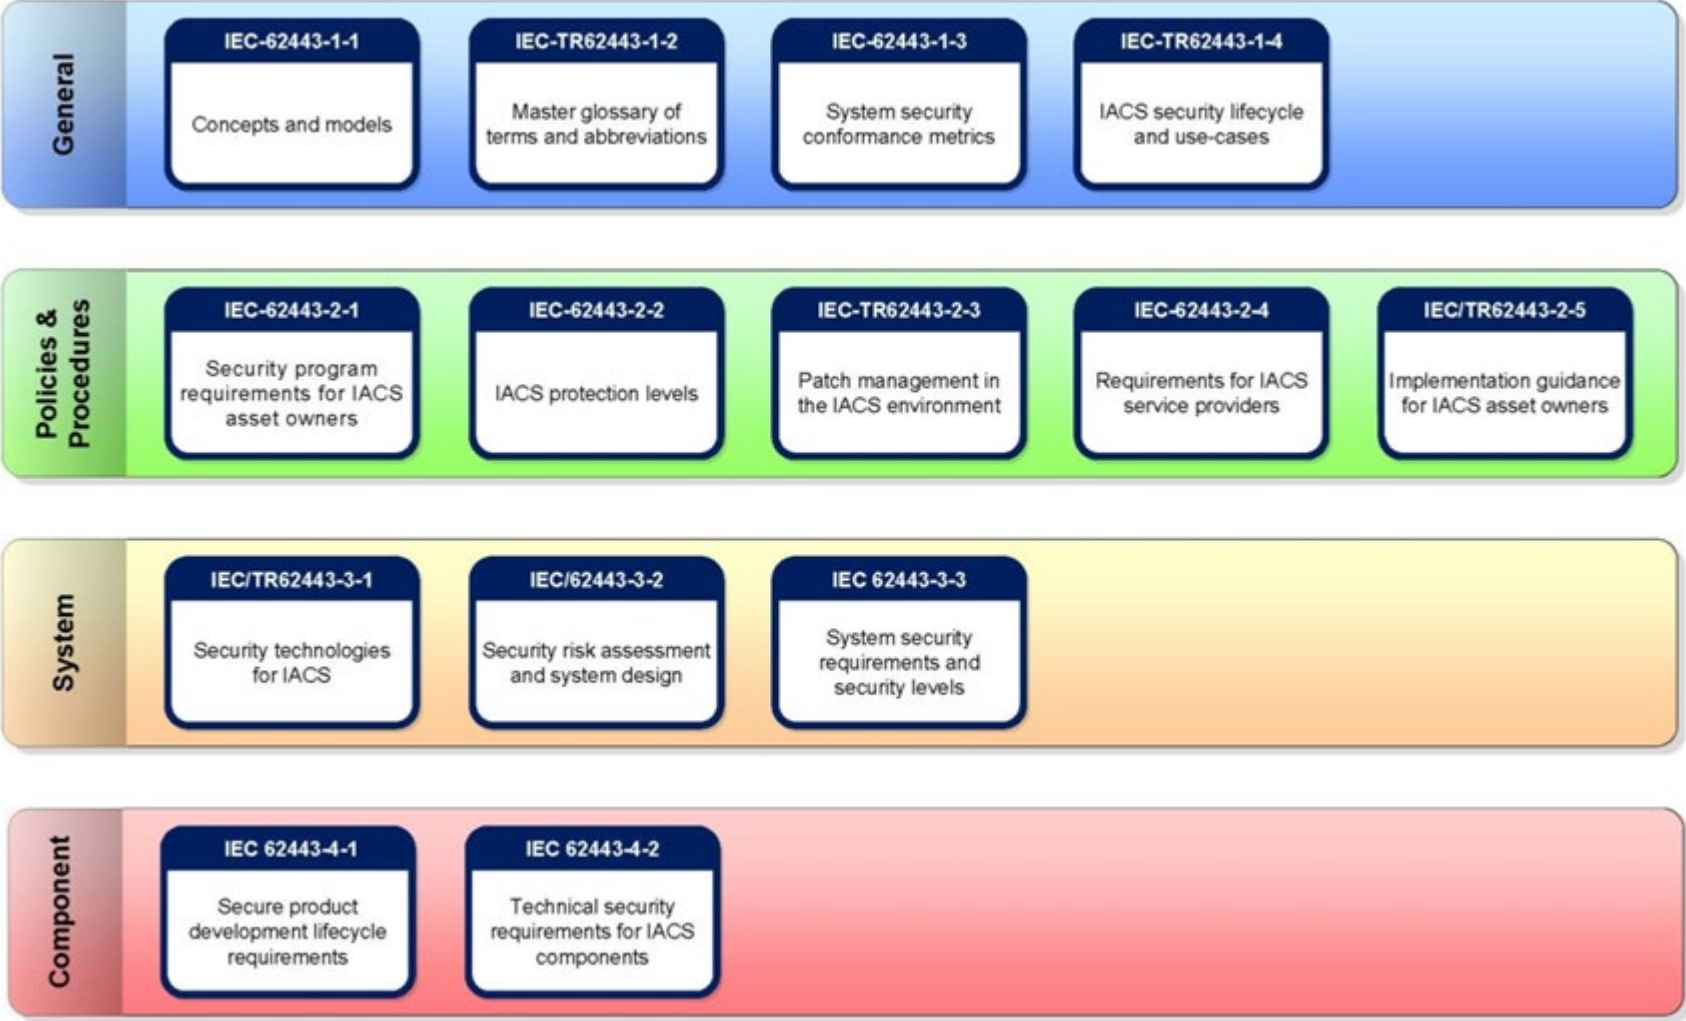 General
IEC-62443-1-1
Concepts and models
IEC-TR62443-1-2
Master glossary of
terms and abbreviations
IEC-62443-1-3
System security
conformance metrics
IEC-TR62443-1-4
IACS security lifecycle
and use-cases
Policies &
Procedures
IEC-62443-2-1
Security program
requirements for IACS
asset owners
IEC-62443-2-2
IACS protection levels
IEC-TR62443-2-3
Patch management in
the IACS environment
IEC-62443-2-4
Requirements for IACS
service providers
IEC/TR62443-2-5
Implementation guidance
for IACS asset owners
System
IEC/TR62443-3-1
Security technologies
for IACS
IEC/62443-3-2
Security risk assessment
and system design
IEC 62443-3-3
System security
requirements and
security levels
Component
IEC 62443-4-1
Secure product
development lifecycle
requirements
IEC 62443-4-2
Technical security
requirements for IACS
components